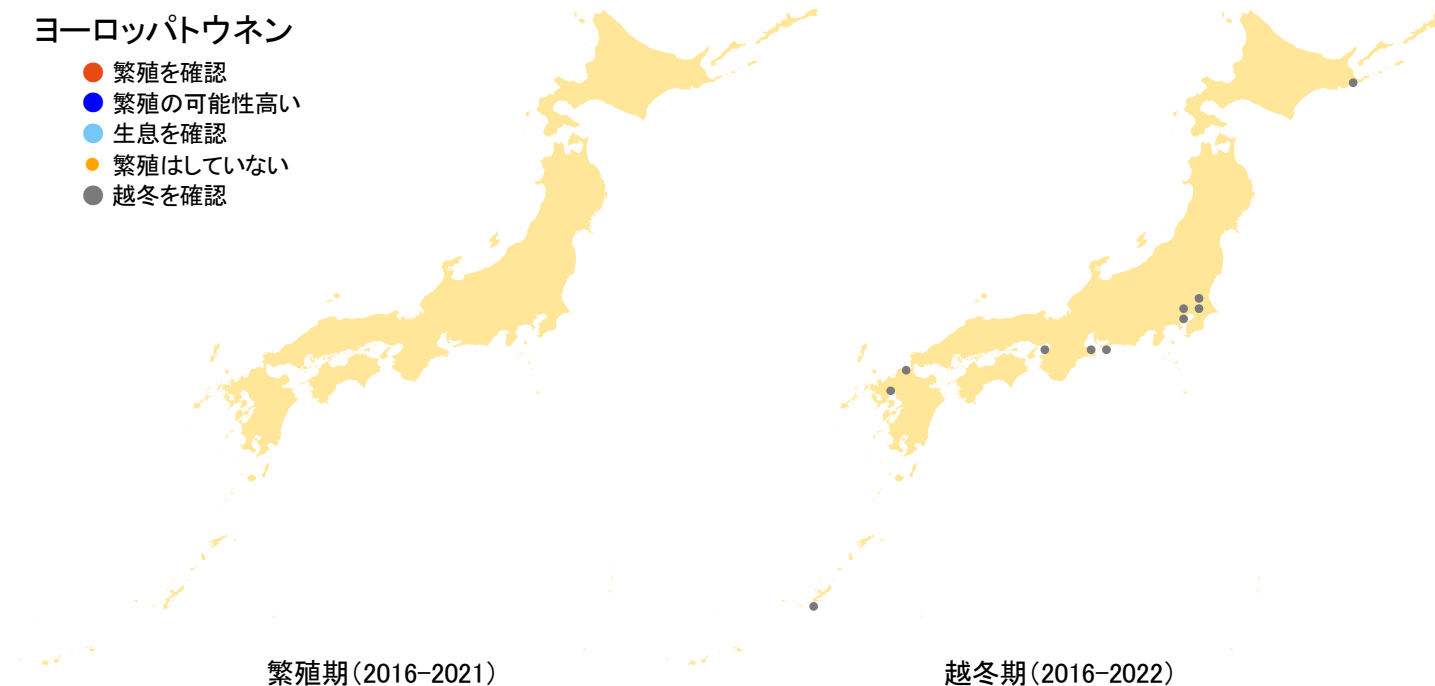 ヨーロッパトウネン
繁殖を確認
繁殖の可能性高い
生息を確認
繁殖はしていない
越冬を確認
繁殖期（2016-2021）
越冬期（2016-2022）